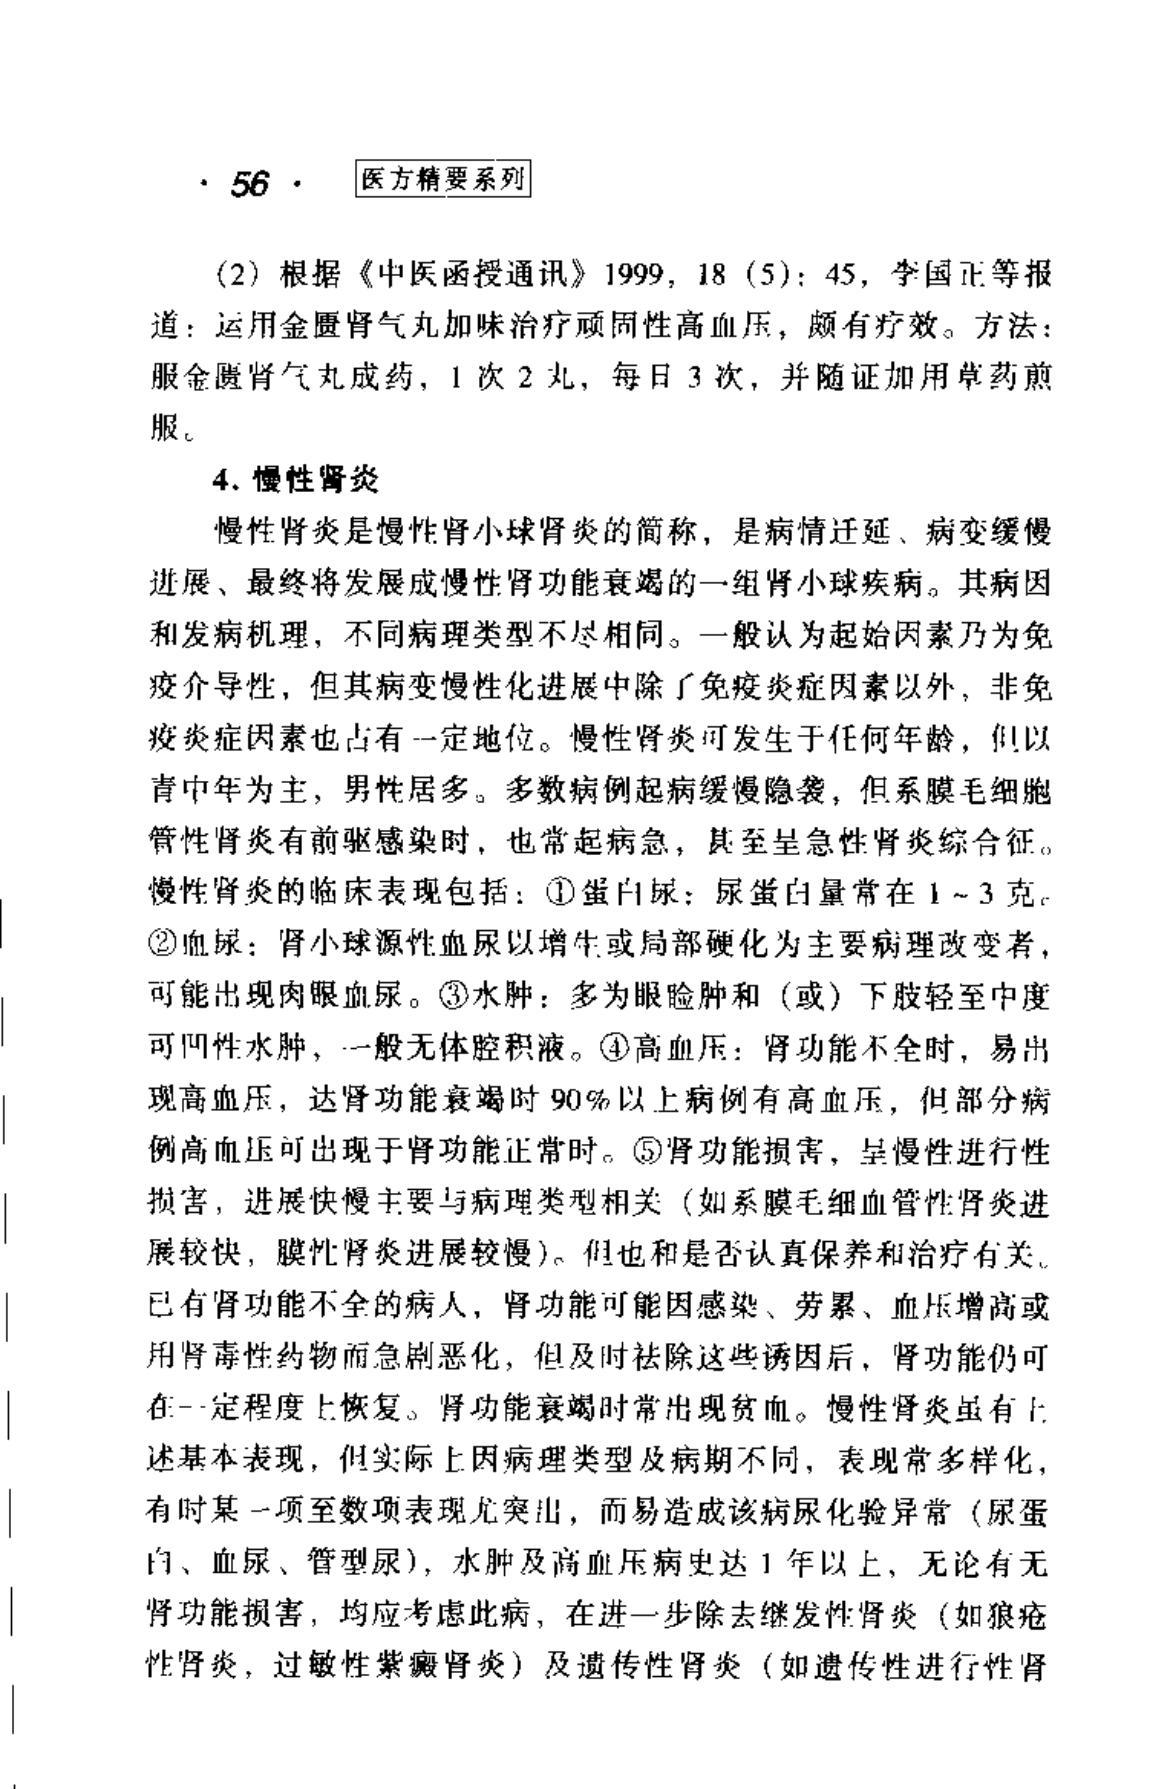 · 56 · 医方精要系列
(2) 根据《中医函授通讯》1999, 18 (5): 45, 李国正等报
道: 运用金匮肾气丸加味治疗顽固性高血压, 颇有疗效。方法:
服金匮肾气丸成药, 1 次 2 丸, 每日 3 次, 并随证加用草药煎
服。
4. 慢性肾炎
慢性肾炎是慢性肾小球肾炎的简称, 是病情迁延、病变缓慢
进展、最终将发展成慢性肾功能衰竭的一组肾小球疾病。其病因
和发病机理, 不同病理类型不尽相同。一般认为起始因素乃为免
疫介导性, 但其病变慢性化进展中除了免疫炎症因素以外, 非免
疫炎症因素也占有一定地位。慢性肾炎可发生于任何年龄, 但以
青中年为主, 男性居多。多数病例起病缓慢隐袭, 但系膜毛细胞
管性肾炎有前驱感染时, 也常起病急, 甚至呈急性肾炎综合征。
慢性肾炎的临床表现包括: ①蛋白尿: 尿蛋白量常在 1 ~ 3 克。
②血尿: 肾小球源性血尿以增生或局部硬化为主要病理改变者,
可能出现肉眼血尿。③水肿: 多为眼睑肿和 (或) 下肢轻至中度
可凹性水肿, 一般无体腔积液。④高血压: 肾功能不全时, 易出
现高血压, 达肾功能衰竭时 90%以上病例有高血压, 但部分病
例高血压可出现于肾功能正常时。⑤肾功能损害, 呈慢性进行性
损害, 进展快慢主要与病理类型相关 (如系膜毛细血管性肾炎进
展较快, 膜性肾炎进展较慢)。但也和是否认真保养和治疗有关。
已有肾功能不全的病人, 肾功能可能因感染、劳累、血压增高或
用肾毒性药物而急剧恶化, 但及时祛除这些诱因后, 肾功能仍可
在一定程度上恢复。肾功能衰竭时常出现贫血。慢性肾炎虽有上
述基本表现, 但实际上因病理类型及病期不同, 表现常多样化,
有时某一项至数项表现尤突出, 而易造成该病尿化验异常 (尿蛋
白、血尿、管型尿), 水肿及高血压病史达 1 年以上, 无论有无
肾功能损害, 均应考虑此病, 在进一步除去继发性肾炎 (如狼疮
性肾炎, 过敏性紫癜肾炎) 及遗传性肾炎 (如遗传性进行性肾